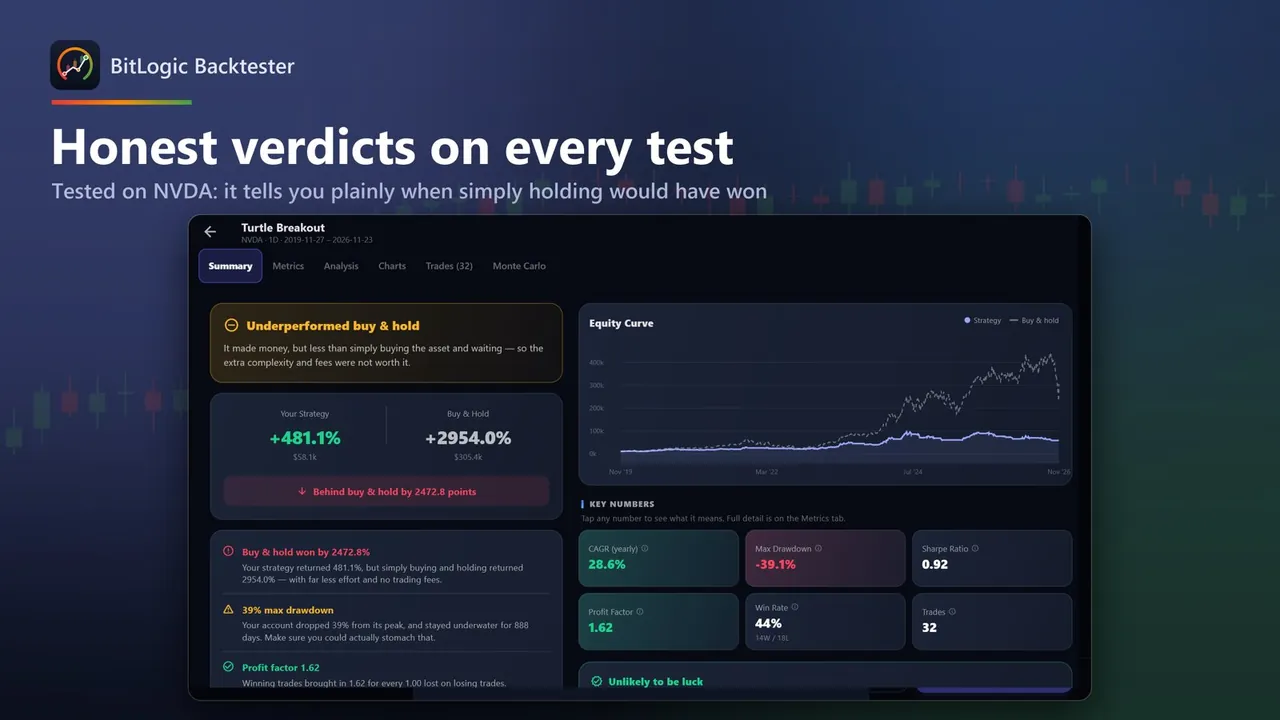 BitLogic Backtester
Honest verdicts on every test
Tested on NVDA: it tells you plainly when simply holding would have won
Turtle Breakout
NVDA · 1D · 2019-11-27 – 2026-11-23
Summary
Metrics
Analysis
Charts
Trades (32)
Monte Carlo
Underperformed buy & hold
It made money, but less than simply buying the asset and waiting — so the
extra complexity and fees were not worth it.
Your Strategy
+481.1%
$58.1k
Buy & Hold
+2954.0%
$305.4k
Behind buy & hold by 2472.8 points
Buy & hold won by 2472.8%
Your strategy returned 481.1%, but simply buying and holding returned
2954.0% — with far less effort and no trading fees.
39% max drawdown
Your account dropped 39% from its peak, and stayed underwater for 888
days. Make sure you could actually stomach that.
Profit factor 1.62
Winning trades brought in 1.62 for every 1.00 lost on losing trades.
Equity Curve
Strategy
Buy & hold
400k
300k
200k
100k
0k
Nov '19
Mar '22
Jul '24
Nov '26
KEY NUMBERS
Tap any number to see what it means. Full detail is on the Metrics tab.
CAGR (yearly)
28.6%
Max Drawdown
-39.1%
Sharpe Ratio
0.92
Profit Factor
1.62
Win Rate
44%
14W / 18L
Trades
32
Unlikely to be luck